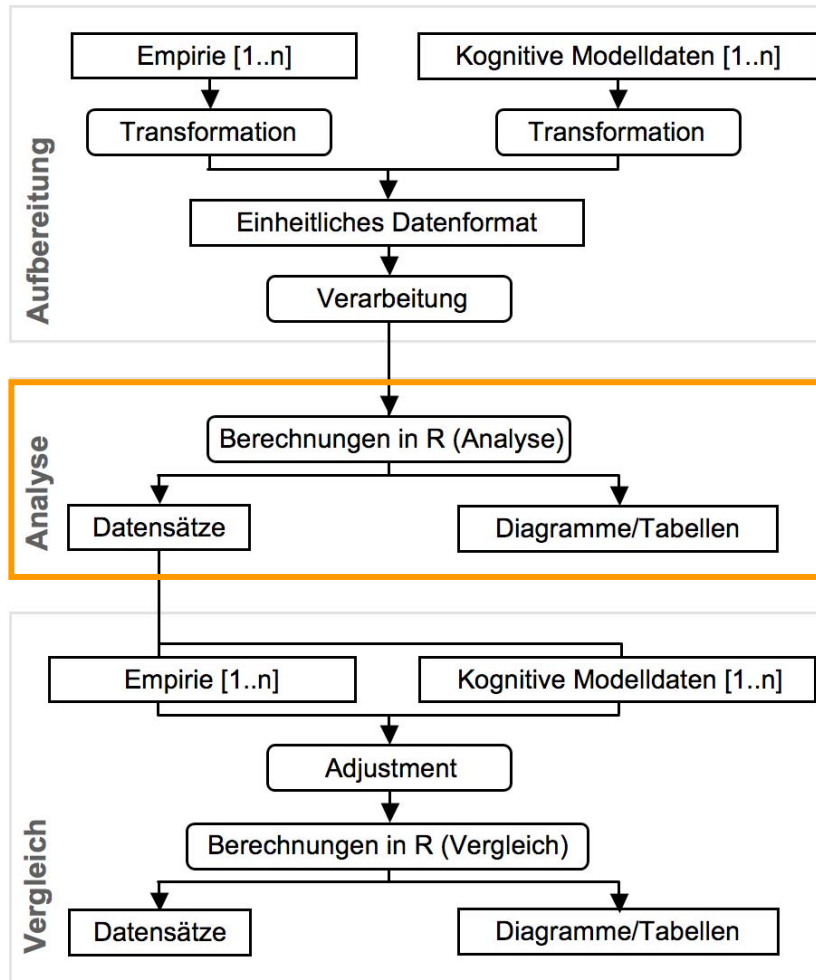 Aufbereitung
Empirie [1..n]
Kognitive Modelldaten [1..n]
Transformation
Transformation
Einheitliches Datenformat
Verarbeitung
Analyse
Berechnungen in R (Analyse)
Datensätze
Diagramme/Tabellen
Vergleich
Empirie [1..n]
Kognitive Modelldaten [1..n]
Adjustment
Berechnungen in R (Vergleich)
Datensätze
Diagramme/Tabellen